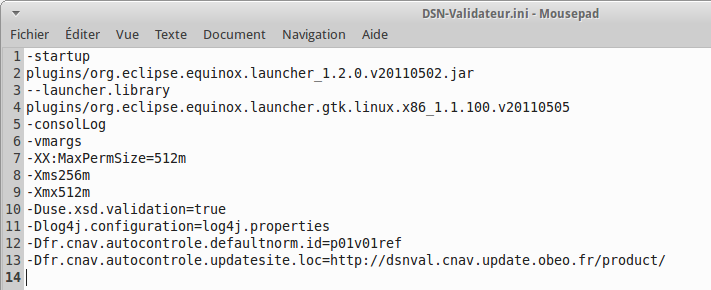 DSN-Validateur.ini - Mousepad
Fichier Éditer Vue Texte Document Navigation Aide
1 -startup
2 plugins/org.eclipse.equinox.launcher_1.2.0.v20110502.jar
3 --launcher.library
4 plugins/org.eclipse.equinox.launcher.gtk.linux.x86_1.1.100.v20110505
5 -consolLog
6 -vmargs
7 -XX:MaxPermSize=512m
8 -Xms256m
9 -Xmx512m
10 -Duse.xsd.validation=true
11 -Dlog4j.configuration=log4j.properties
12 -Dfr.cnav.autocontrole.defaultnorm.id=p01v01ref
13 -Dfr.cnav.autocontrole.updatesite.loc=http://dsnval.cnav.update.obeo.fr/product/
14